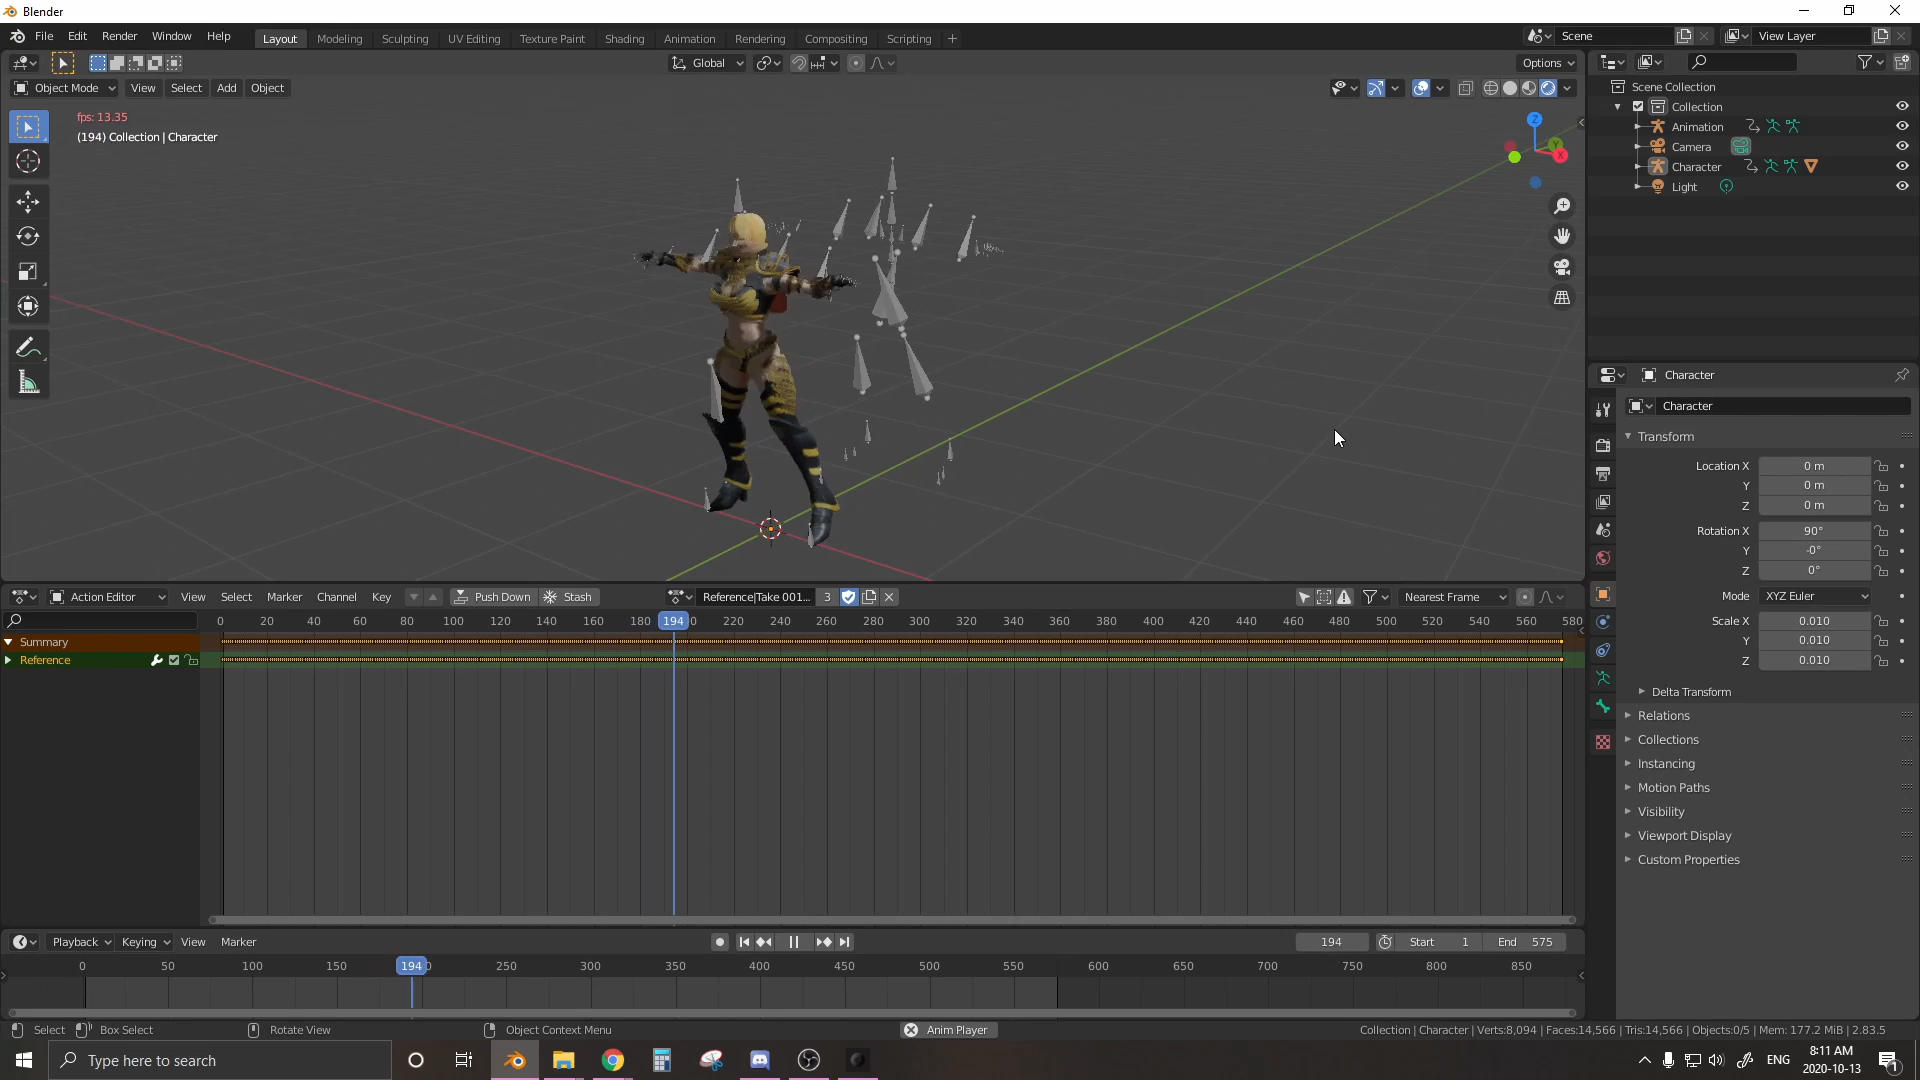 Blender
File Edit Render Window Help Layout Modeling Sculpting UV Editing Texture Paint Shading Animation Rendering Compositing Scripting + Scene View Layer
Global Options
Object Mode View Select Add Object
fps: 13.35
(194) Collection | Character
Z
Y
X
Scene Collection
Collection
Animation
Camera
Character
Light
Character
Character
Transform
Location X 0 m
Y 0 m
Z 0 m
Rotation X 90°
Y -0°
Z 0°
Mode XYZ Euler
Scale X 0.010
Y 0.010
Z 0.010
Delta Transform
Relations
Collections
Instancing
Motion Paths
Visibility
Viewport Display
Custom Properties
Action Editor View Select Marker Channel Key Push Down Stash Reference|Take 001... 3 Nearest Frame
0 20 40 60 80 100 120 140 160 180 194 220 240 260 280 300 320 340 360 380 400 420 440 460 480 500 520 540 560 580
Summary
Reference
Playback Keying View Marker 194 Start 1 End 575
0 50 100 150 194 250 300 350 400 450 500 550 600 650 700 750 800 850
Select Box Select Rotate View Object Context Menu Anim Player Collection | Character | Verts:8,094 | Faces:14,566 | Tris:14,566 | Objects:0/5 | Mem: 177.2 MiB | 2.83.5
Type here to search ENG 8:11 AM
2020-10-13 1